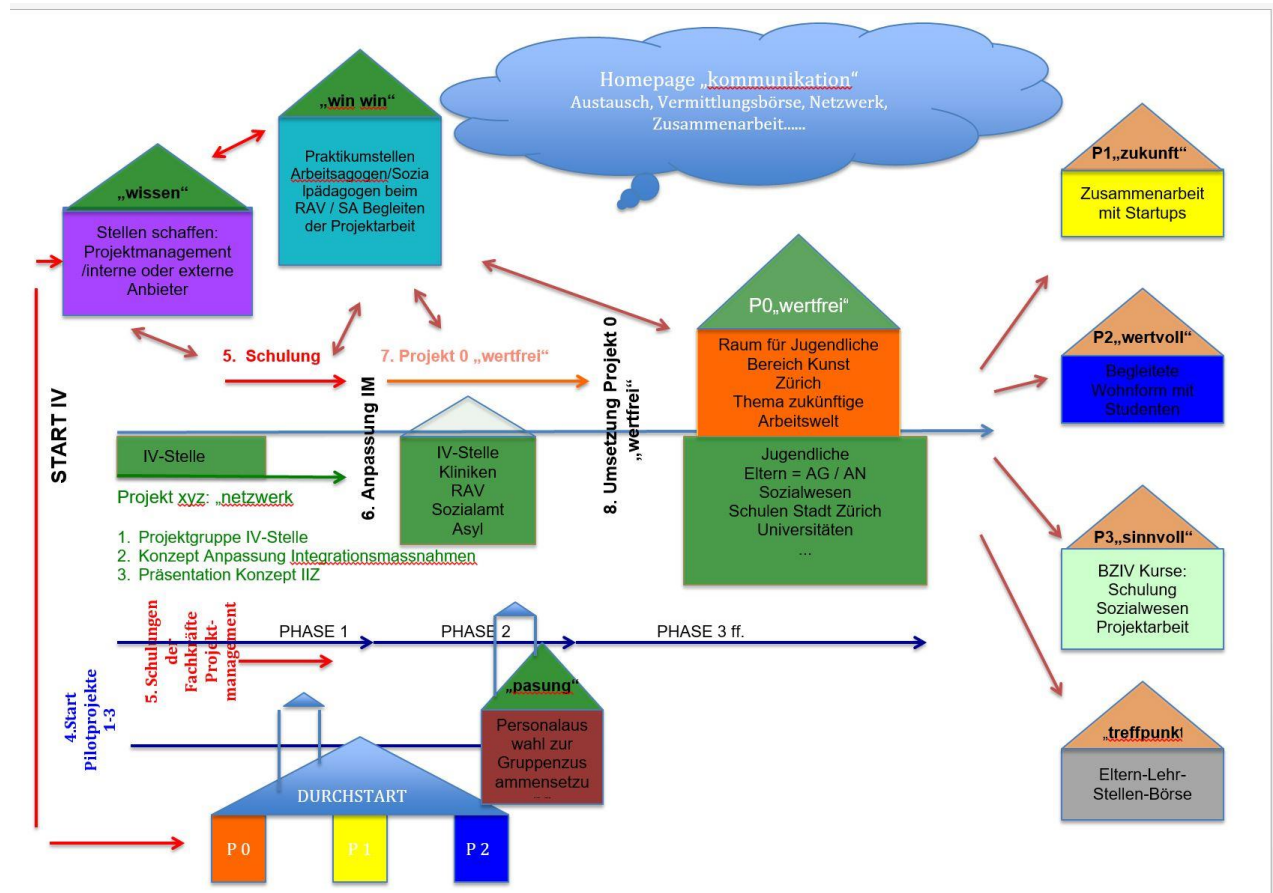 Homepage „kommunikation“
Austausch, Vermittlungsbörse, Netzwerk,
Zusammenarbeit......
„win win“
Praktikumstellen
Arbeitsagogen/Sozia
lpädagogen beim
RAV / SA Begleiten
der Projektarbeit
„wissen“
Stellen schaffen:
Projektmanagement
/interne oder externe
Anbieter
P1„zukunft“
Zusammenarbeit
mit Startups
P0„wertfrei“
Raum für Jugendliche
Bereich Kunst
Zürich
Thema zukünftige
Arbeitswelt
Jugendliche
Eltern = AG / AN
Sozialwesen
Schulen Stadt Zürich
Universitäten
...
P2„wertvoll“
Begleitete
Wohnform mit
Studenten
START IV
5. Schulung
6. Anpassung IM
7. Projekt 0 „wertfrei“
8. Umsetzung Projekt 0
„wertfrei“
IV-Stelle
IV-Stelle
Kliniken
RAV
Sozialamt
Asyl
Projekt xyz: „netzwerk
1. Projektgruppe IV-Stelle
2. Konzept Anpassung Integrationsmassnahmen
3. Präsentation Konzept IIZ
P3„sinnvoll“
BZIV Kurse:
Schulung
Sozialwesen
Projektarbeit
PHASE 1
PHASE 2
PHASE 3 ff.
4.Start
Pilotprojekte
1-3
5. Schulungen
der
Fachkräfte
Projekt-
management
„pasung“
Personalaus
wahl zur
Gruppenzus
ammensetzu
„treffpunkt
Eltern-Lehr-
Stellen-Börse
DURCHSTART
P 0
P 1
P 2